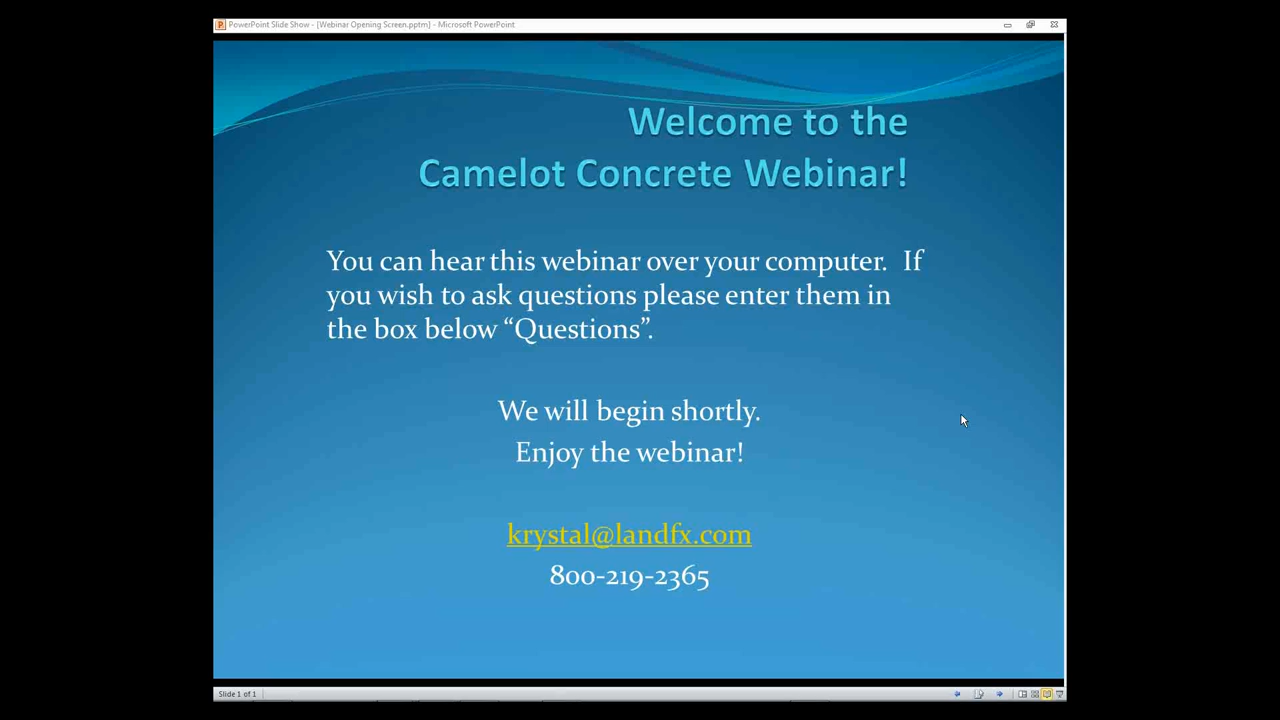 PowerPoint Slide Show - [Webinar Opening Screen.pptm] - Microsoft PowerPoint
Welcome to the
Camelot Concrete Webinar!
You can hear this webinar over your computer. If
you wish to ask questions please enter them in
the box below “Questions”.
We will begin shortly.
Enjoy the webinar!
krystal@landfx.com
800-219-2365
Slide 1 of 1